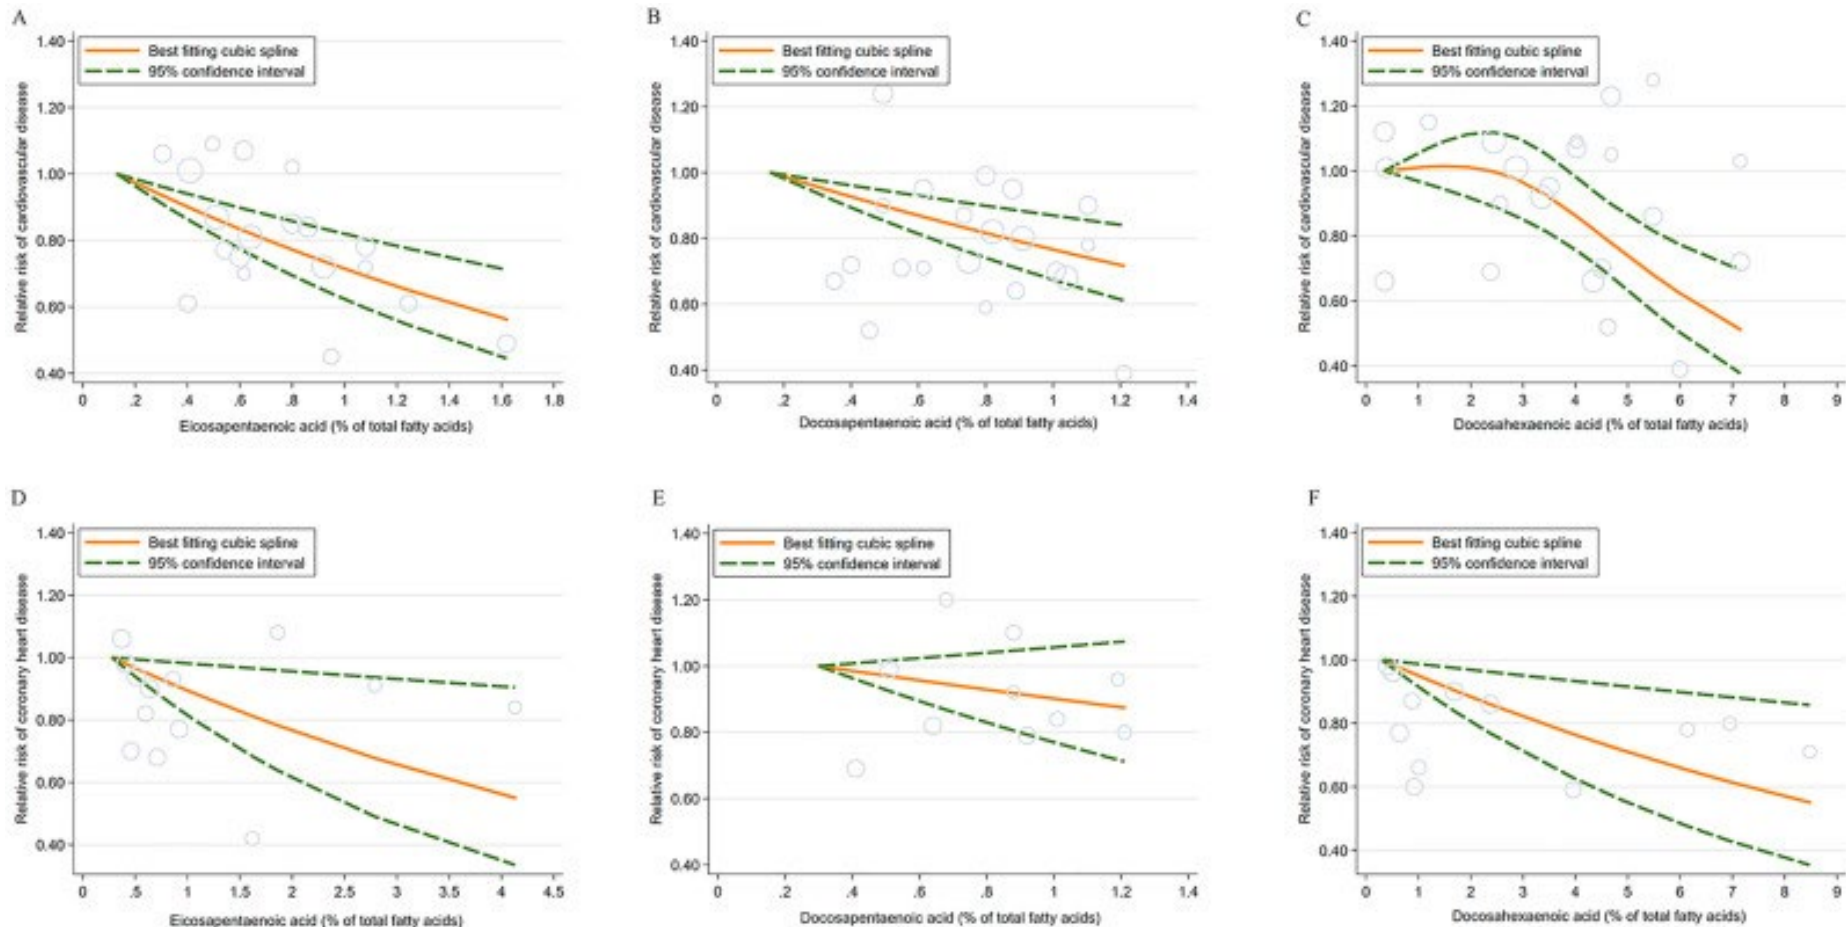 A
1.40
1.20
1.00
0.80
0.60
0.40
Relative risk of cardiovascular disease
Best fitting cubic spline
95% confidence interval
0 .2 .4 .6 .8 1 1.2 1.4 1.6 1.8
Eicosapentaenoic acid (% of total fatty acids)
B
1.40
1.20
1.00
0.80
0.60
0.40
Relative risk of cardiovascular disease
Best fitting cubic spline
95% confidence interval
0 .2 .4 .6 .8 1 1.2 1.4
Docosapentaenoic acid (% of total fatty acids)
C
1.40
1.20
1.00
0.80
0.60
0.40
Relative risk of cardiovascular disease
Best fitting cubic spline
95% confidence interval
0 1 2 3 4 5 6 7 8 9
Docosahexaenoic acid (% of total fatty acids)
D
1.40
1.20
1.00
0.80
0.60
0.40
Relative risk of coronary heart disease
Best fitting cubic spline
95% confidence interval
0 .5 1 1.5 2 2.5 3 3.5 4 4.5
Eicosapentaenoic acid (% of total fatty acids)
E
1.40
1.20
1.00
0.80
0.60
0.40
Relative risk of coronary heart disease
Best fitting cubic spline
95% confidence interval
0 .2 .4 .6 .8 1 1.2 1.4
Docosapentaenoic acid (% of total fatty acids)
F
1.40
1.20
1.00
0.80
0.60
0.40
Relative risk of coronary heart disease
Best fitting cubic spline
95% confidence interval
0 1 2 3 4 5 6 7 8 9
Docosahexaenoic acid (% of total fatty acids)